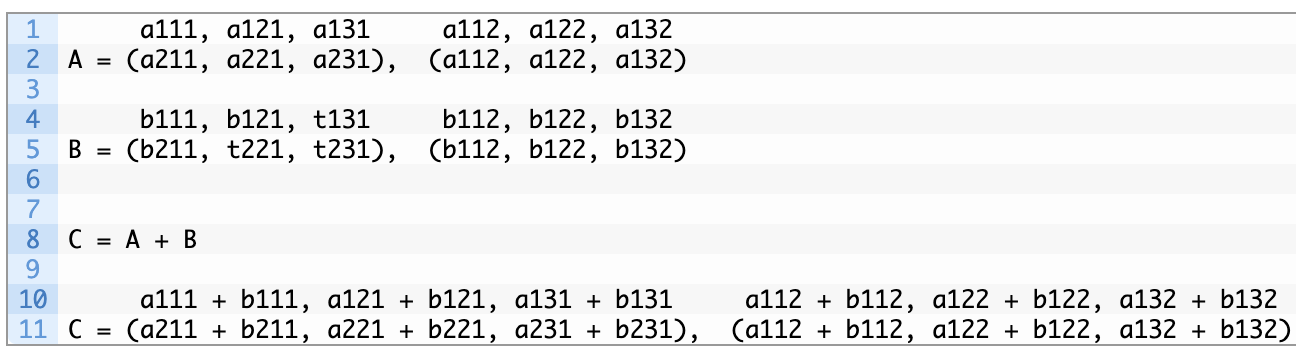 1 a111, a121, a131 a112, a122, a132
2 A = (a211, a221, a231), (a112, a122, a132)
3
4 b111, b121, t131 b112, b122, b132
5 B = (b211, t221, t231), (b112, b122, b132)
6
7
8 C = A + B
9
10 a111 + b111, a121 + b121, a131 + b131 a112 + b112, a122 + b122, a132 + b132
11 C = (a211 + b211, a221 + b221, a231 + b231), (a112 + b112, a122 + b122, a132 + b132)